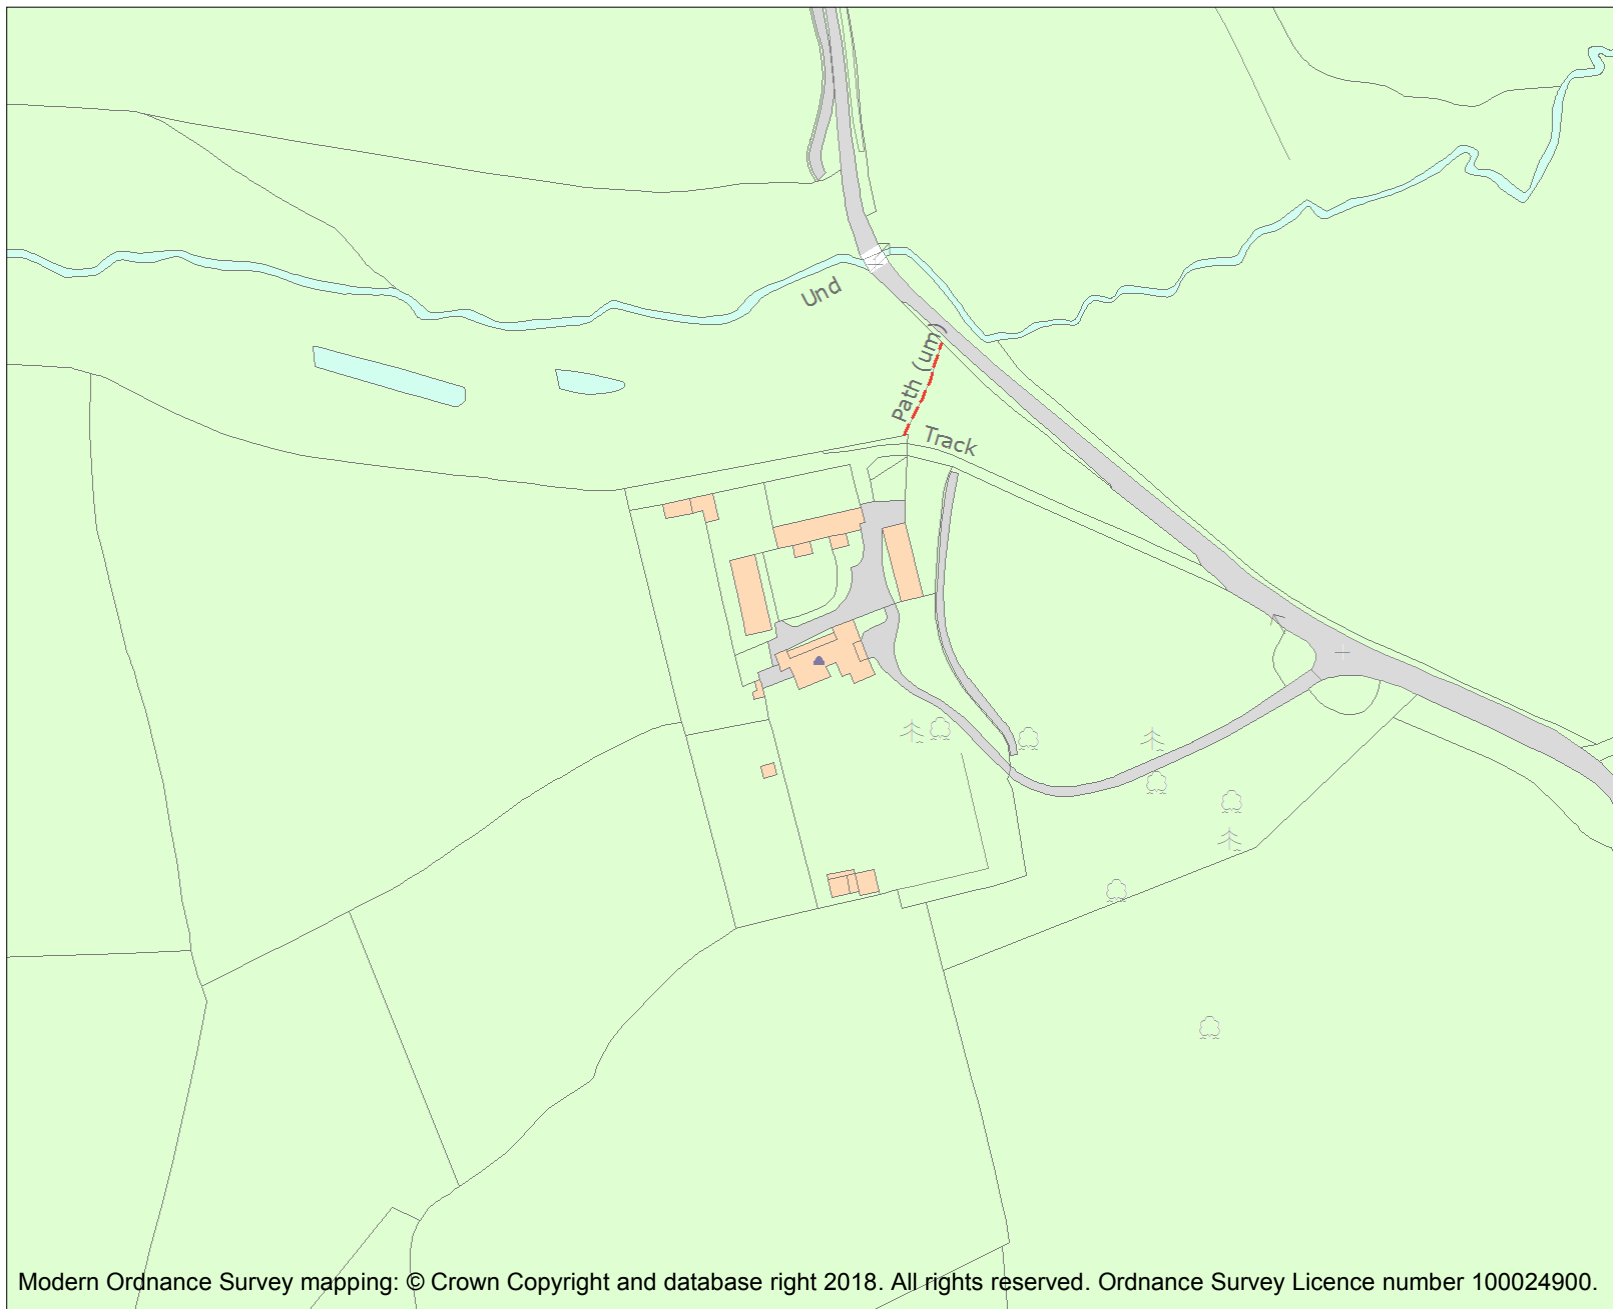 Und
Path (um)
Track
Modern Ordnance Survey mapping: © Crown Copyright and database right 2018. All rights reserved. Ordnance Survey Licence number 100024900.